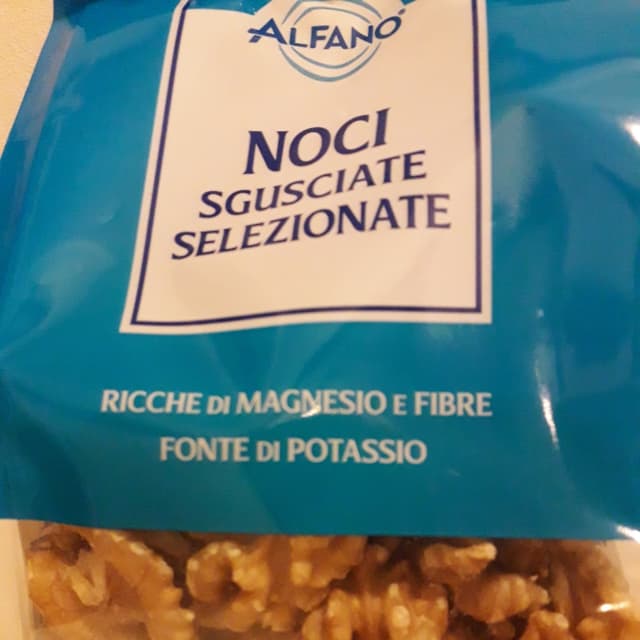 ALFANO
NOCI
SGUSCIATE
SELEZIONATE
RICCHE DI MAGNESIO E FIBRE
FONTE DI POTASSIO